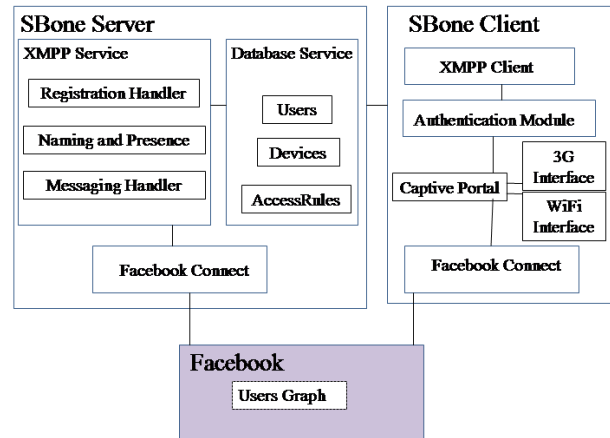 SBone Server
XMPP Service
Registration Handler
Naming and Presence
Messaging Handler
Database Service
Users
Devices
AccessRules
Facebook Connect
SBone Client
XMPP Client
Authentication Module
Captive Portal
3G
Interface
WiFi
Interface
Facebook Connect
Facebook
Users Graph